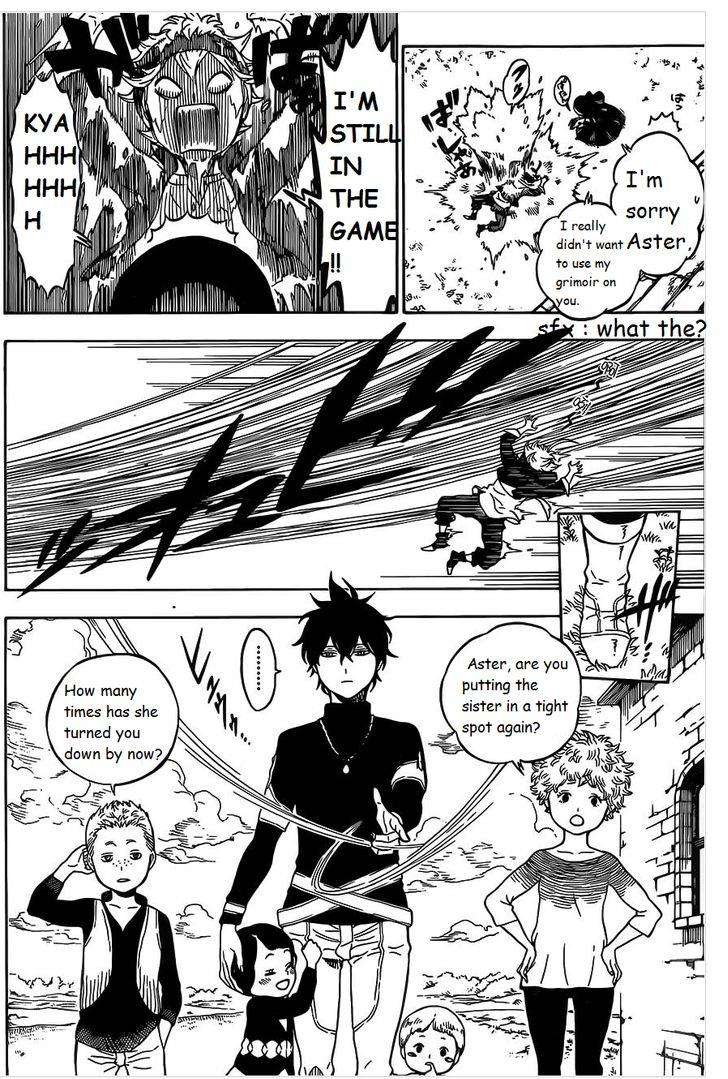 I'm
sorry
Aster,
I really
didn't want
to use my
grimoir on
you.
I'M
STILL
IN
THE
GAME
!!
KYA
HHH
HHH
H
sfx : what the?
Aster, are you
putting the
sister in a tight
spot again?
How many
times has she
turned you
down by now?